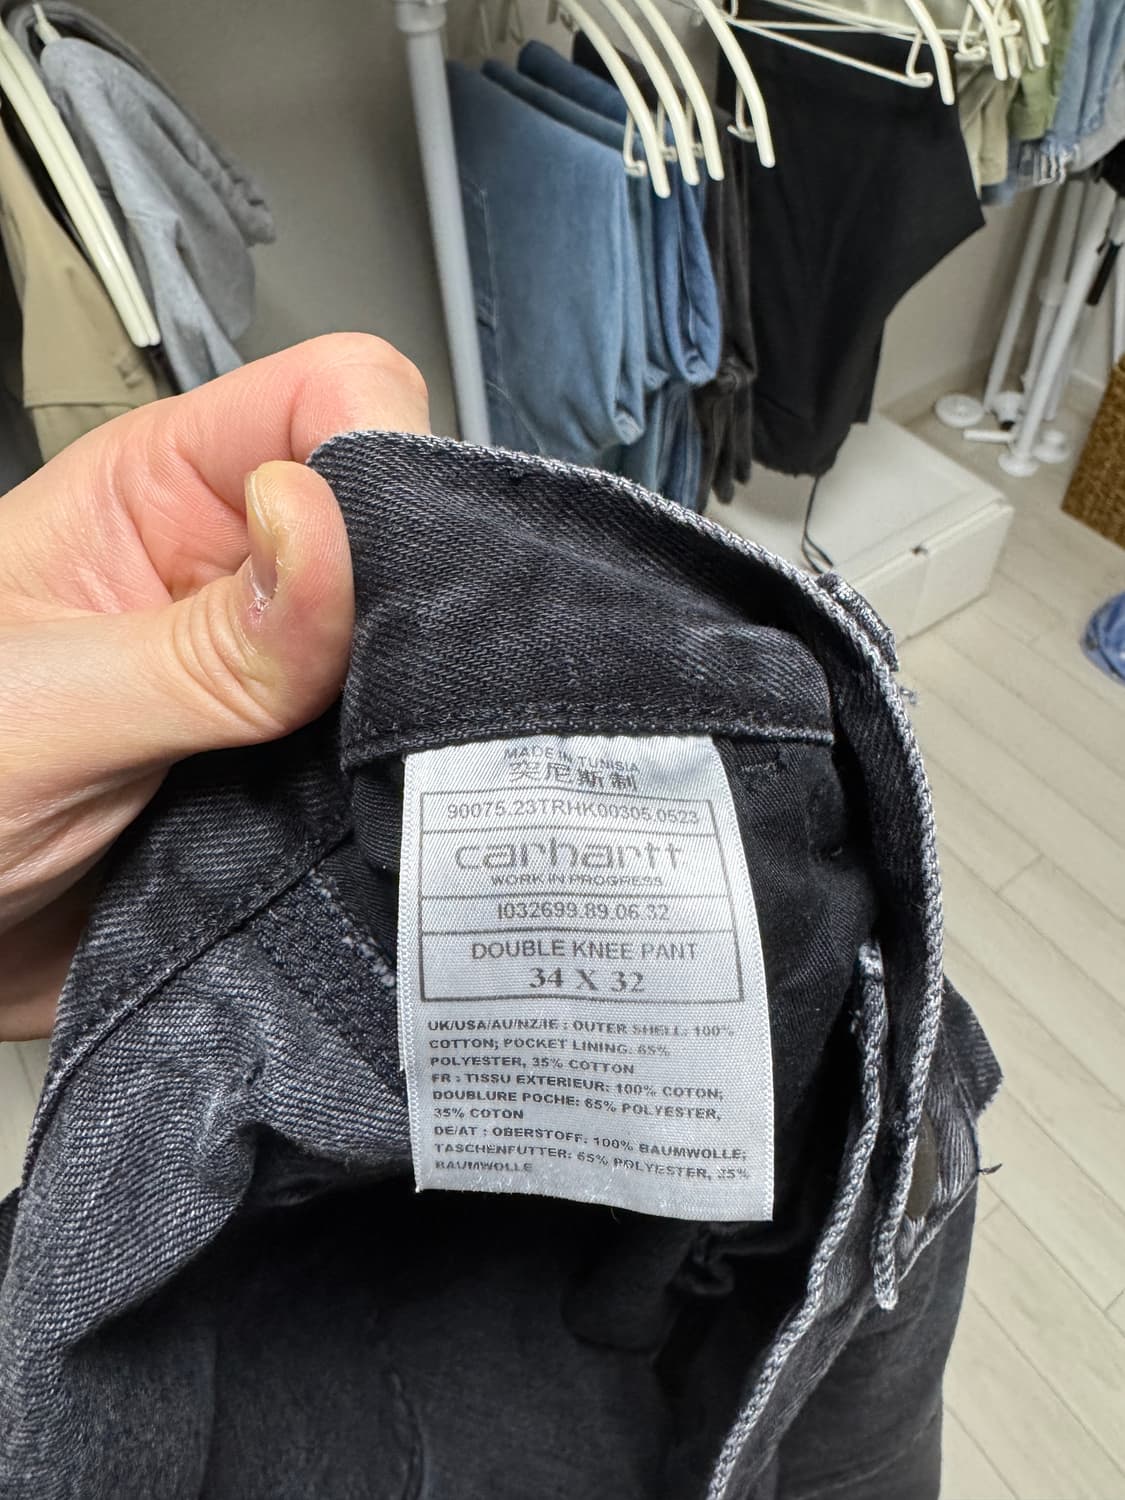 MADE IN TUNISIA
突尼斯制
90075.23TRHK00305.0523
carhartt
WORK IN PROGRESS
I032699.89.06.32
DOUBLE KNEE PANT
34 X 32
UK/USA/AU/NZ/IE : OUTER SHELL: 100%
COTTON; POCKET LINING: 65%
POLYESTER, 35% COTTON
FR : TISSU EXTERIEUR: 100% COTON;
DOUBLURE POCHE: 65% POLYESTER,
35% COTON
DE/AT : OBERSTOFF: 100% BAUMWOLLE;
TASCHENFUTTER: 65% POLYESTER, 35%
BAUMWOLLE